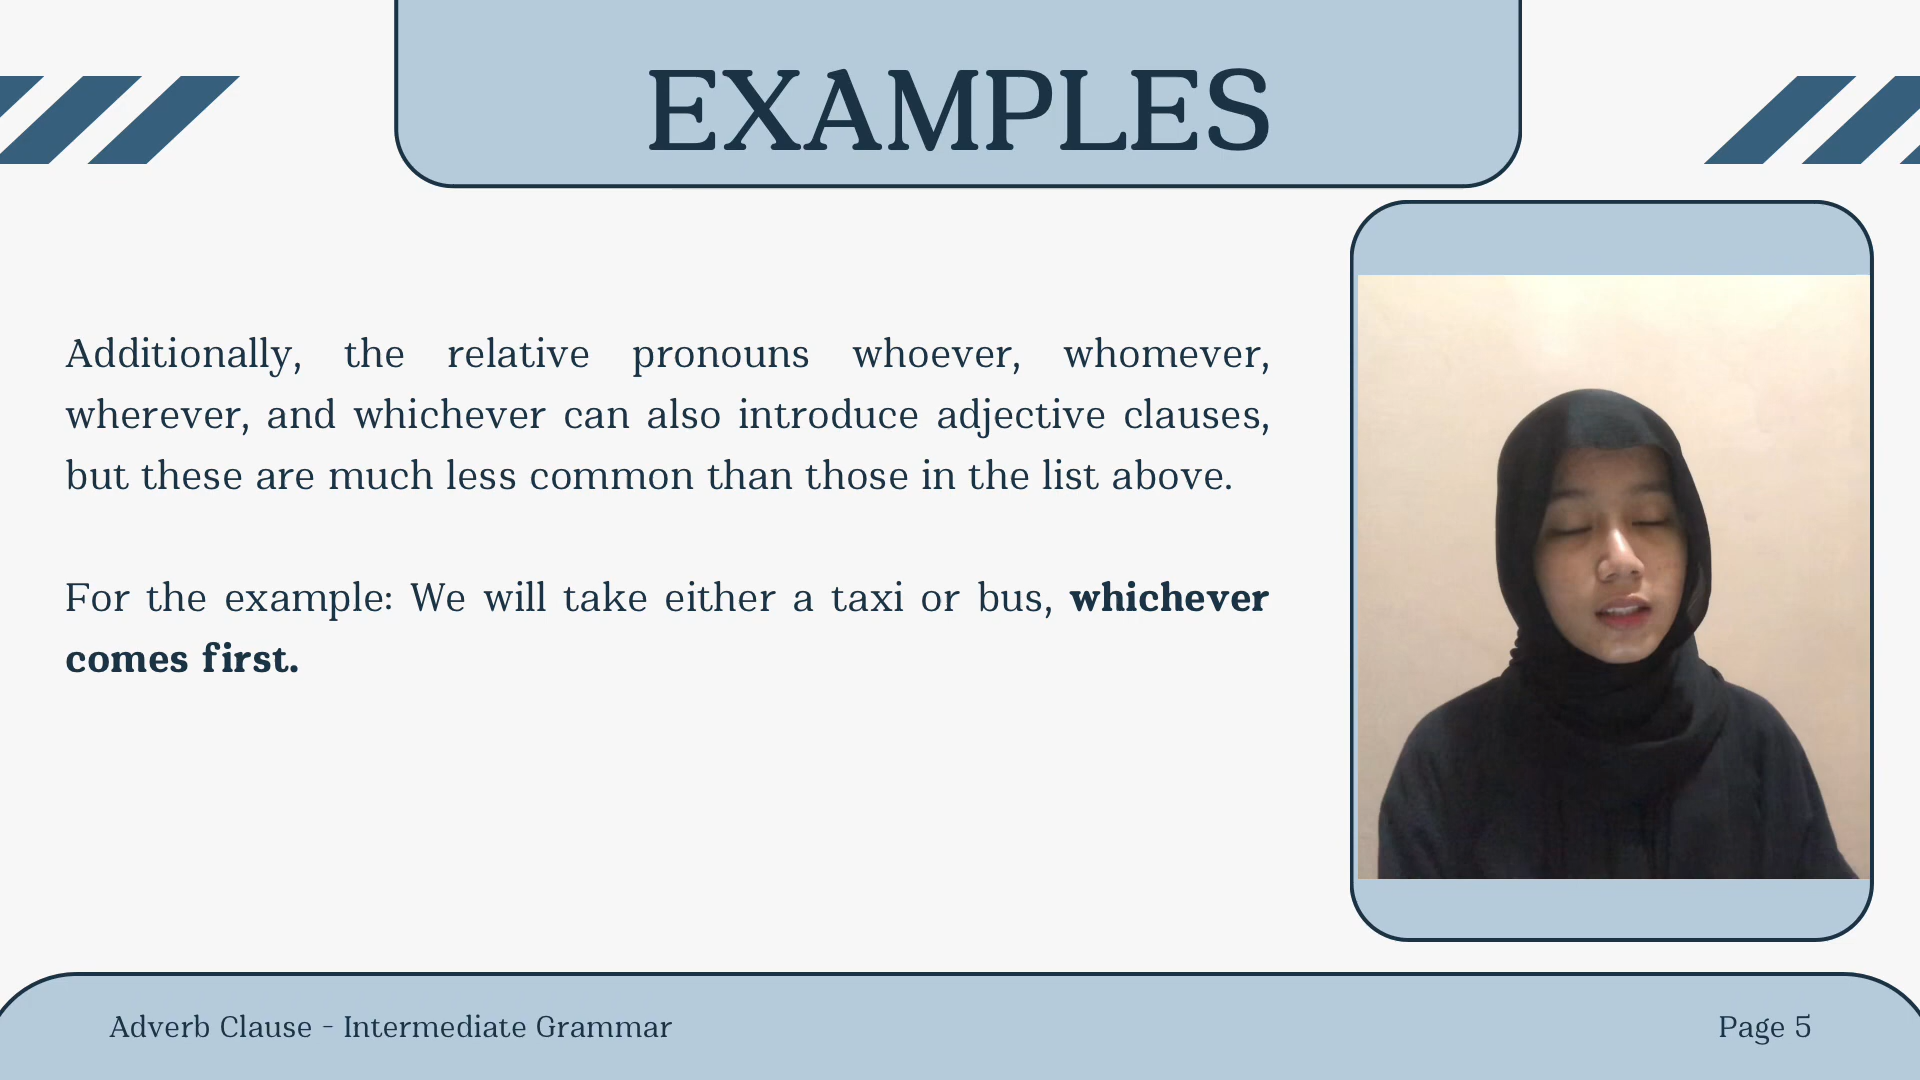 EXAMPLES
Additionally, the relative pronouns whoever, whomever,
wherever, and whichever can also introduce adjective clauses,
but these are much less common than those in the list above.
For the example: We will take either a taxi or bus, whichever
comes first.
Adverb Clause - Intermediate Grammar
Page 5